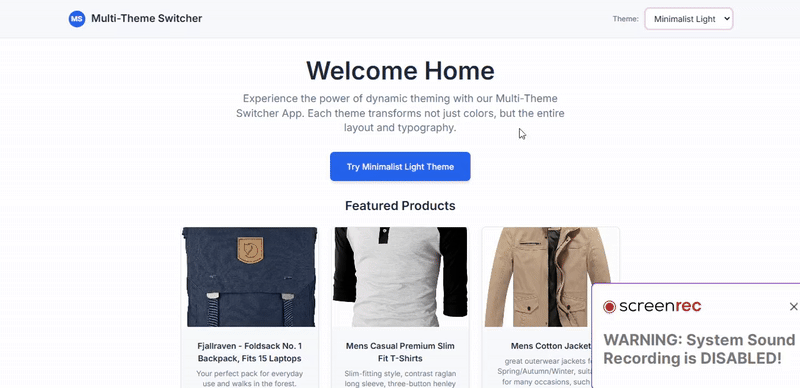 MS Multi-Theme Switcher
Theme: Minimalist Light
Welcome Home
Experience the power of dynamic theming with our Multi-Theme
Switcher App. Each theme transforms not just colors, but the entire
layout and typography.
Try Minimalist Light Theme
Featured Products
Fjallraven - Foldsack No. 1
Backpack, Fits 15 Laptops
Your perfect pack for everyday
use and walks in the forest.
Mens Casual Premium Slim
Fit T-Shirts
Slim-fitting style, contrast raglan
long sleeve, three-button henley
Mens Cotton Jacket
great outerwear jackets f
Spring/Autumn/Winter, suita
for many occasions, such
screenrec
WARNING: System Sound
Recording is DISABLED!